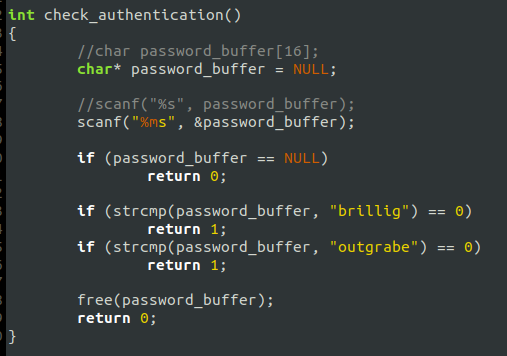 int check_authentication()
{
//char password_buffer[16];
char* password_buffer = NULL;
//scanf("%s", password_buffer);
scanf("%ms", &password_buffer);
if (password_buffer == NULL)
return 0;
if (strcmp(password_buffer, "brillig") == 0)
return 1;
if (strcmp(password_buffer, "outgrabe") == 0)
return 1;
free(password_buffer);
return 0;
}